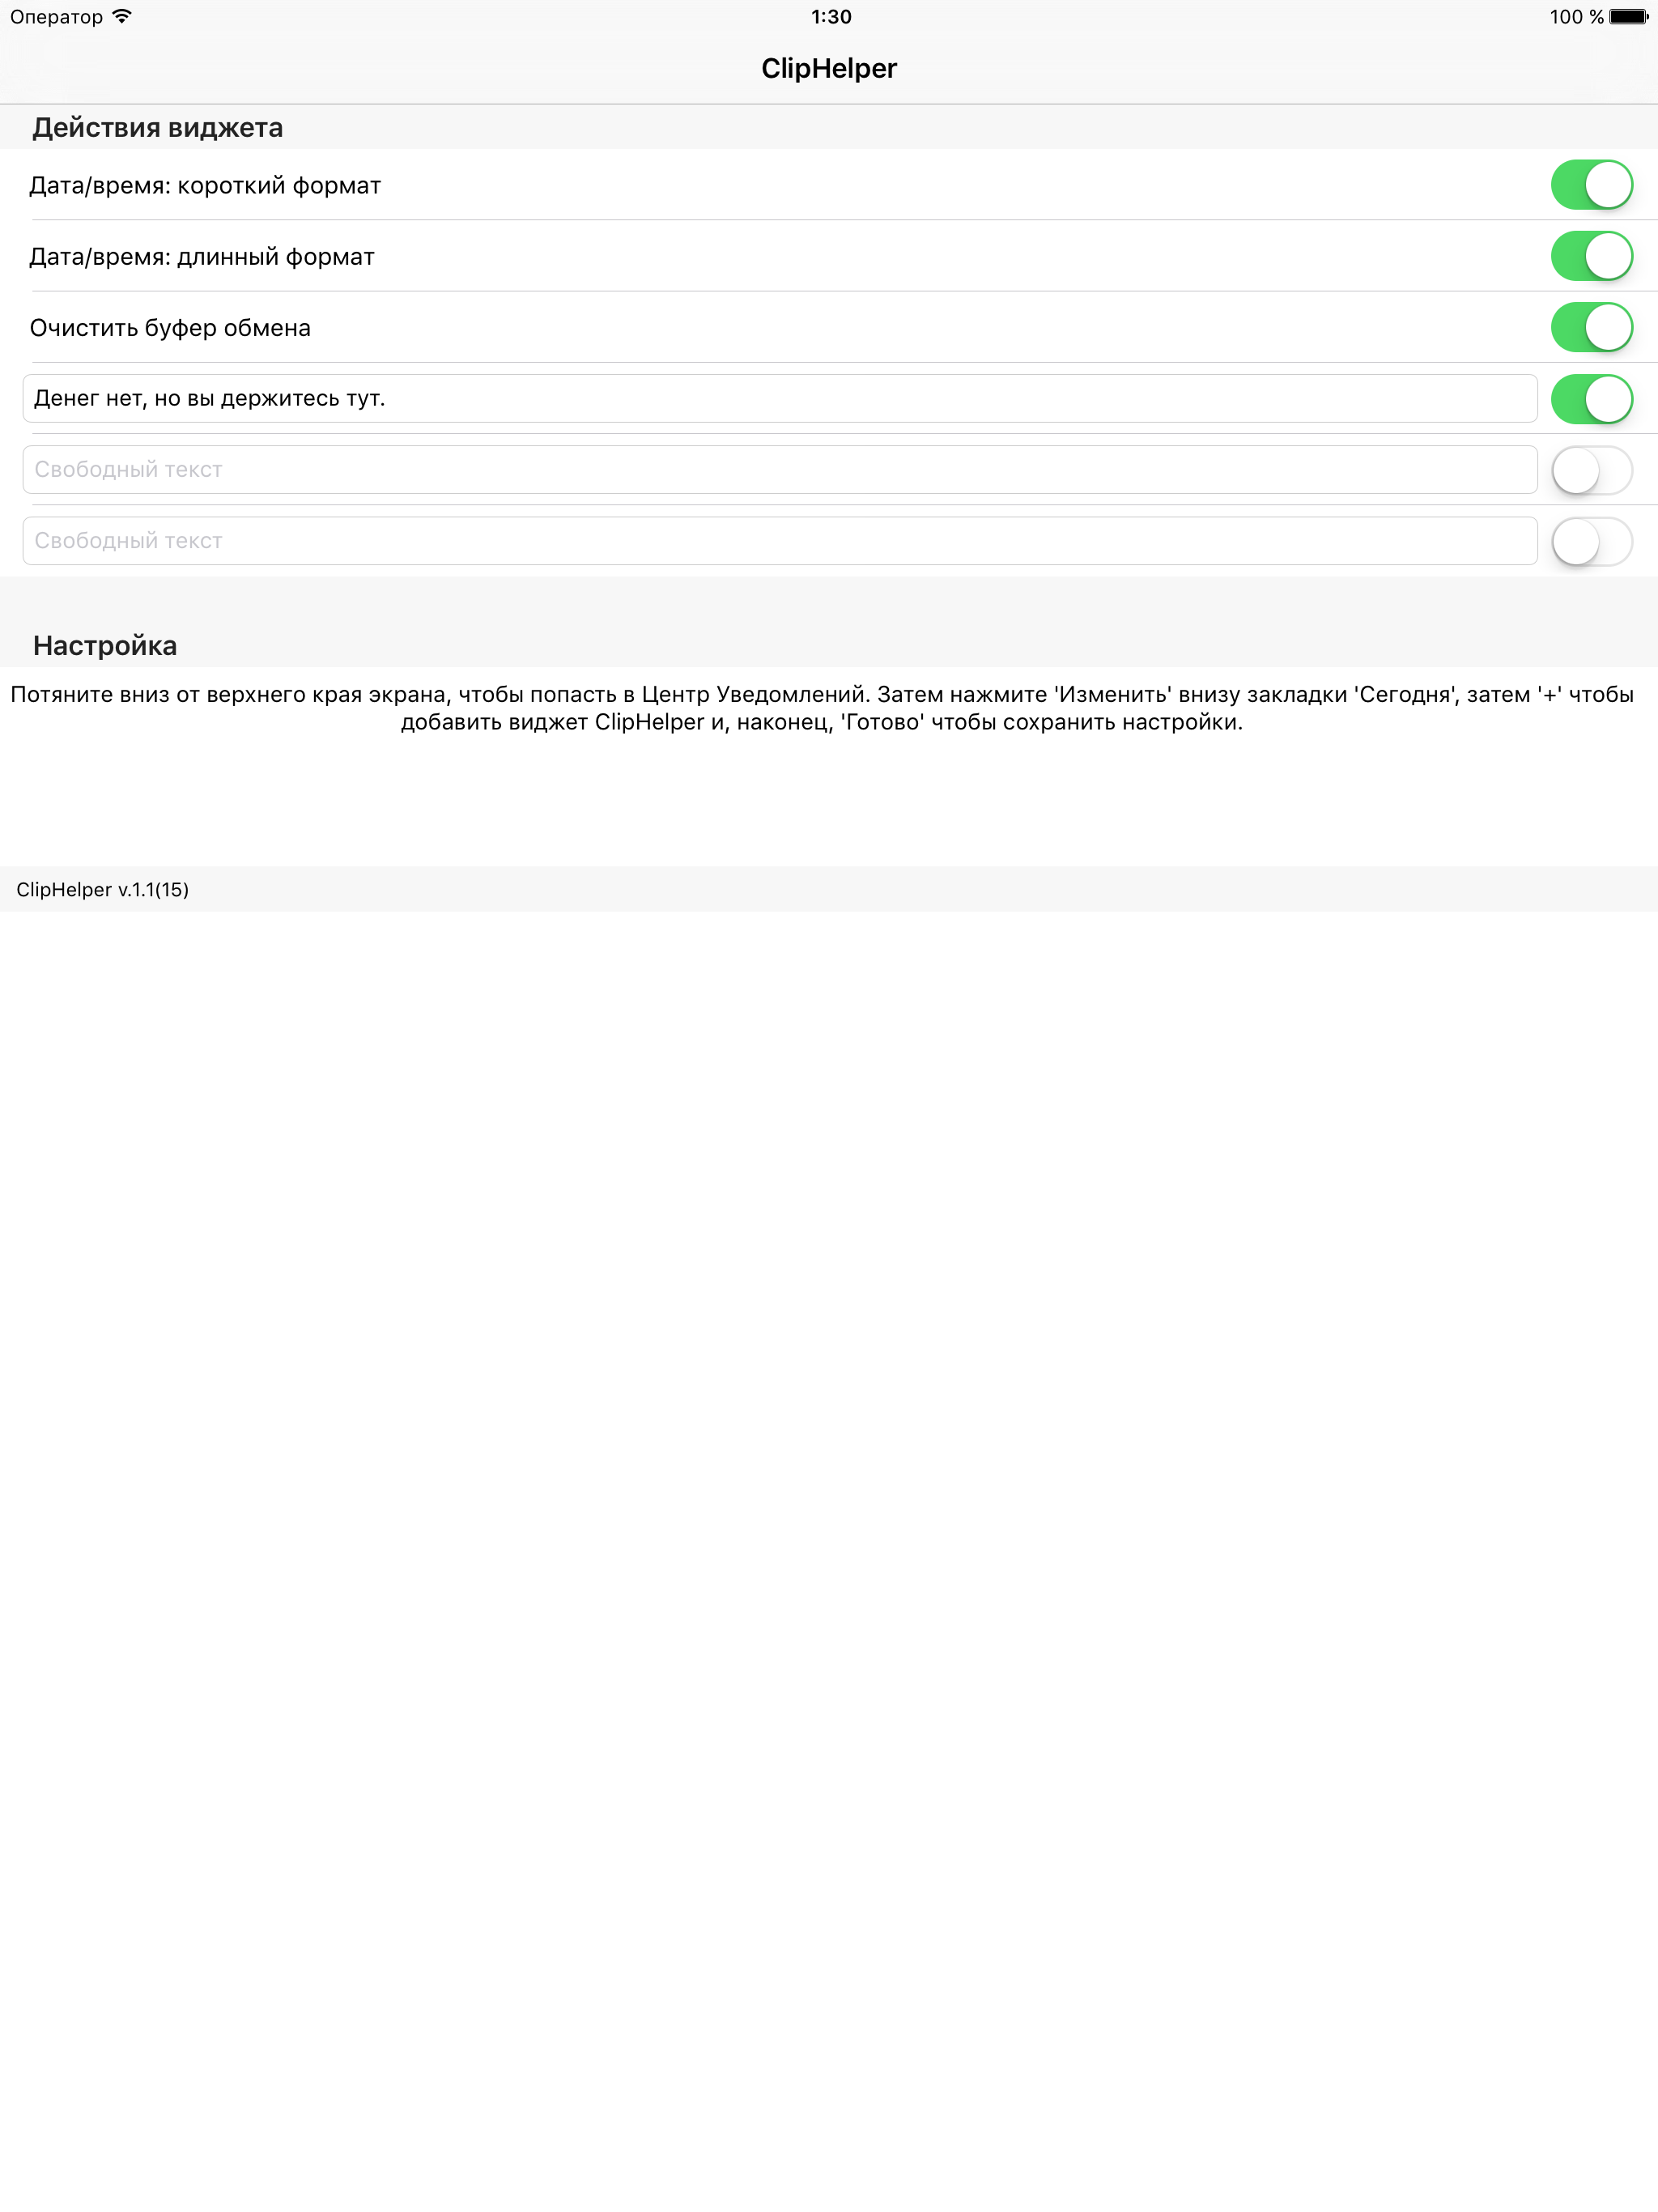 Оператор 1:30 100 %
ClipHelper
Действия виджета
Дата/время: короткий формат
Дата/время: длинный формат
Очистить буфер обмена
Денег нет, но вы держитесь тут.
Свободный текст
Свободный текст
Настройка
Потяните вниз от верхнего края экрана, чтобы попасть в Центр Уведомлений. Затем нажмите 'Изменить' внизу закладки 'Сегодня', затем '+' чтобы
добавить виджет ClipHelper и, наконец, 'Готово' чтобы сохранить настройки.
ClipHelper v.1.1(15)